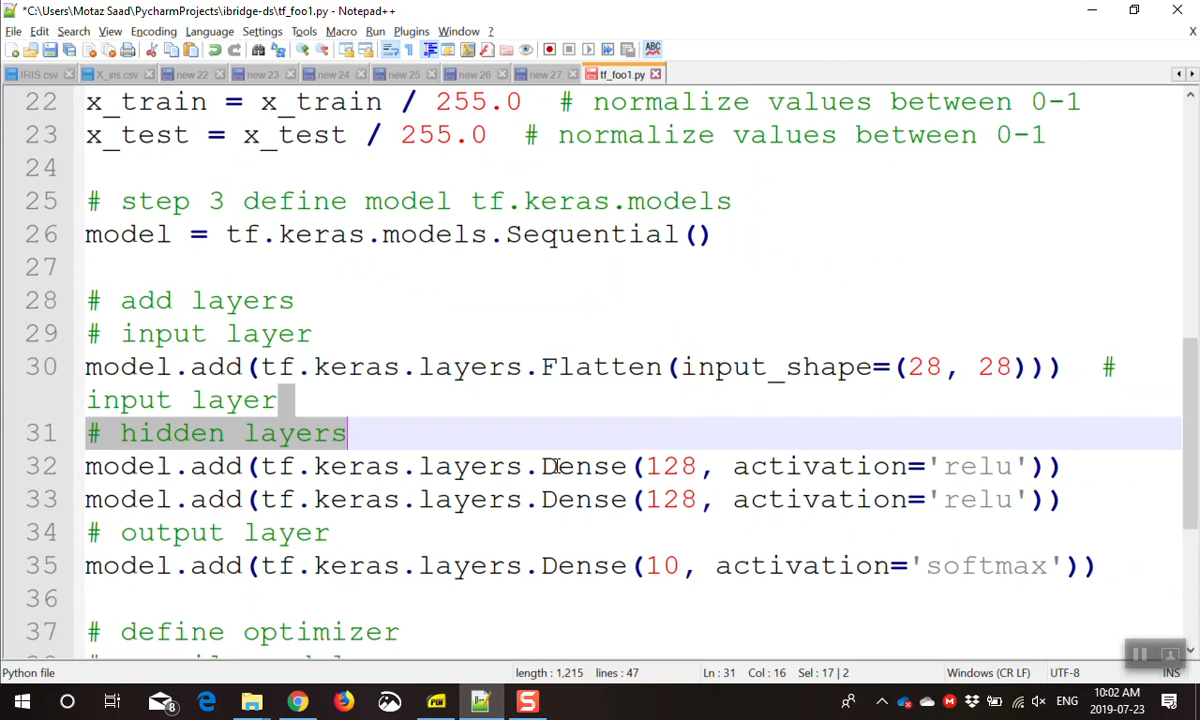 *C:\Users\Motaz Saad\PycharmProjects\ibridge-ds\tf_foo1.py - Notepad++
File Edit Search View Encoding Language Settings Tools Macro Run Plugins Window ? X
IRIS.csv X_iris.csv new 22 new 23 new 24 new 25 new 26 new 27 tf_foo1.py
22 x_train = x_train / 255.0 # normalize values between 0-1
23 x_test = x_test / 255.0 # normalize values between 0-1
24
25 # step 3 define model tf.keras.models
26 model = tf.keras.models.Sequential()
27
28 # add layers
29 # input layer
30 model.add(tf.keras.layers.Flatten(input_shape=(28, 28))) #
input layer
31 # hidden layers
32 model.add(tf.keras.layers.Dense(128, activation='relu'))
33 model.add(tf.keras.layers.Dense(128, activation='relu'))
34 # output layer
35 model.add(tf.keras.layers.Dense(10, activation='softmax'))
36
37 # define optimizer
Python file length : 1,215 lines : 47 Ln : 31 Col : 16 Sel : 17 | 2 Windows (CR LF) UTF-8 INS
8 PDF S ENG 10:02 AM
2019-07-23